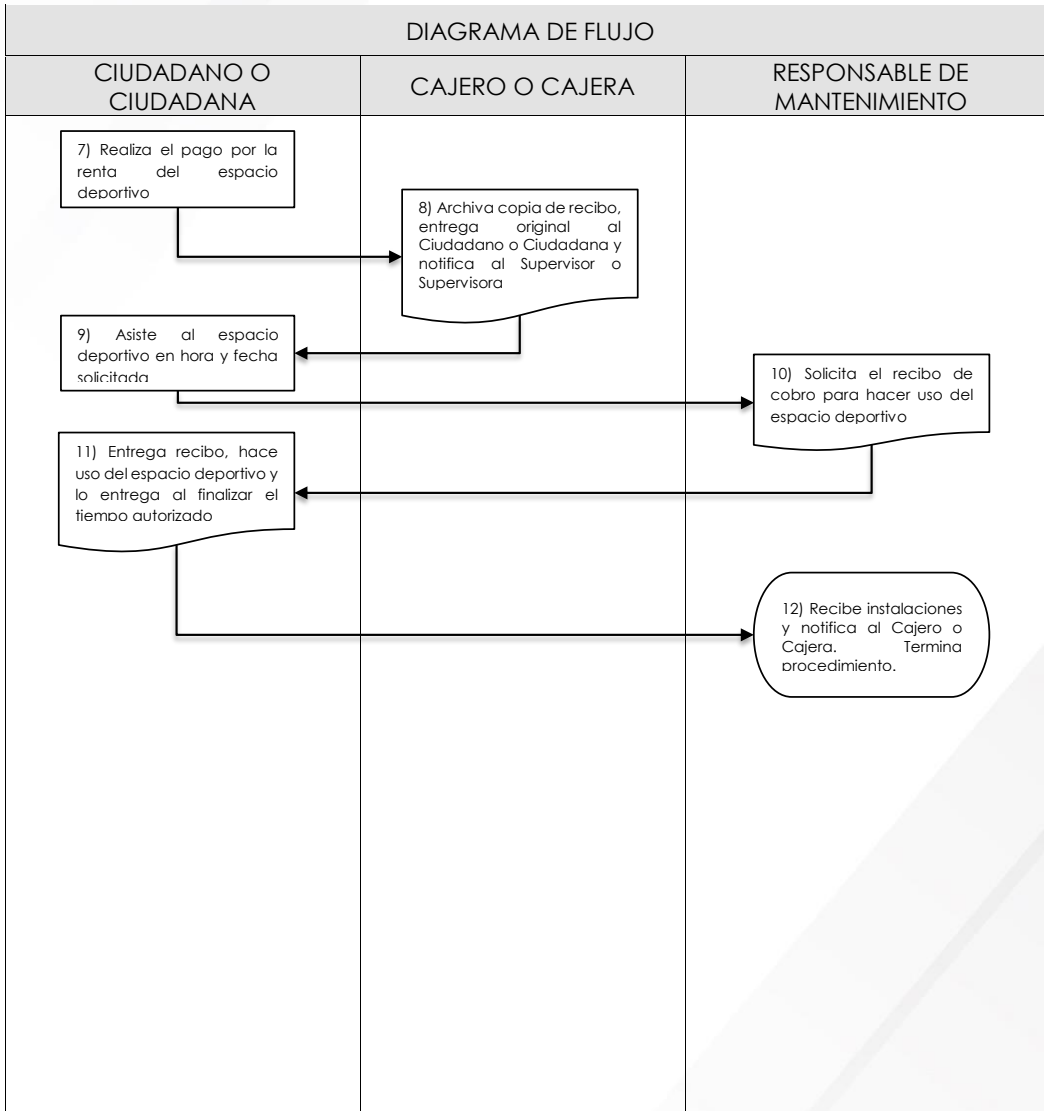 DIAGRAMA DE FLUJO
CIUDADANO O
CIUDADANA
CAJERO O CAJERA
RESPONSABLE DE
MANTENIMIENTO
7) Realiza el pago por la
renta del espacio
deportivo
8) Archiva copia de recibo,
entrega original al
Ciudadano o Ciudadana y
notifica al Supervisor o
Supervisora
9) Asiste al espacio
deportivo en hora y fecha
solicitada
10) Solicita el recibo de
cobro para hacer uso del
espacio deportivo
11) Entrega recibo, hace
uso del espacio deportivo y
lo entrega al finalizar el
tiempo autorizado
12) Recibe instalaciones
y notifica al Cajero o
Cajera. Termina
procedimiento.